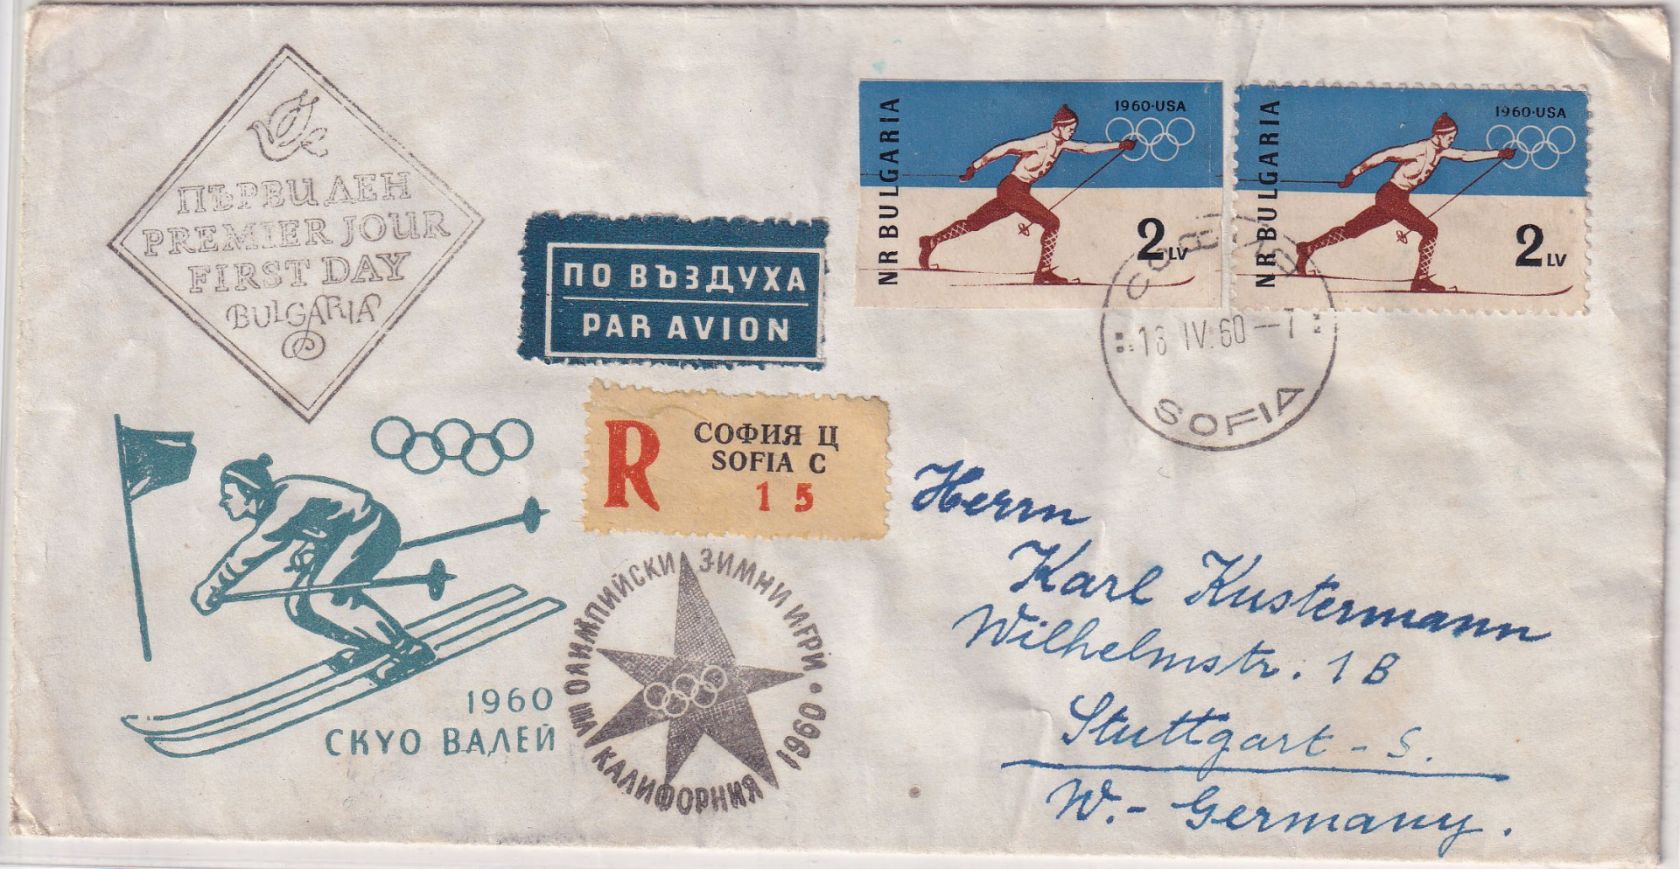 ПЪРВИ ДЕН
PREMIER JOUR
FIRST DAY
BULGARIA
ПО ВЪЗДУХА
PAR AVION
NR BULGARIA
1960-USA
2 LV
NR BULGARIA
1960-USA
2 LV
IV. 60
SOFIA
R
СОФИЯ Ц
SOFIA C
1 5
1960
СКУО ВАЛЕЙ
VIII ОЛИМПИЙСКИ ЗИМНИ ИГРИ • 1960
КАЛИФОРНИЯ
Herrn
Karl Kustermann
Wilhelmstr. 1B
Stuttgart - S.
W. - Germany.